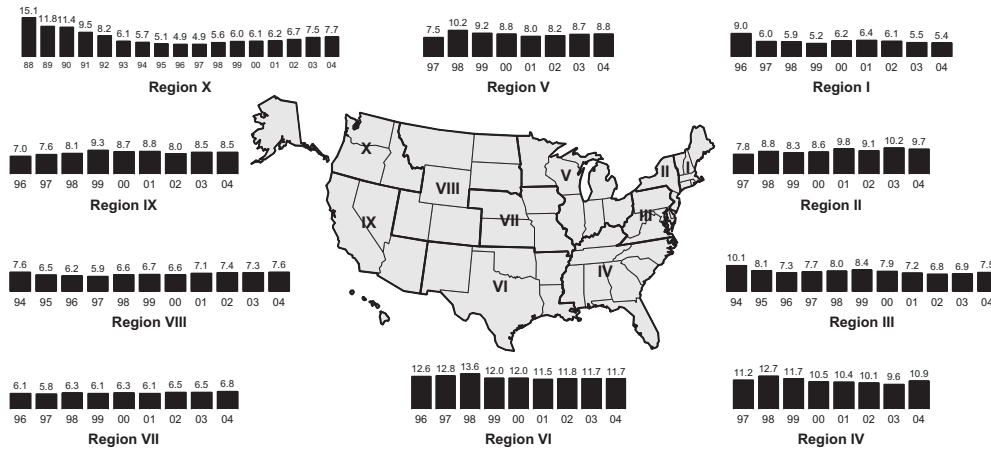 15.1 11.8 11.4 9.5 8.2 6.1 5.7 5.1 4.9 4.9 5.6 6.0 6.1 6.2 6.7 7.5 7.7
88 89 90 91 92 93 94 95 96 97 98 99 00 01 02 03 04
Region X
7.5 10.2 9.2 8.8 8.0 8.2 8.7 8.8
97 98 99 00 01 02 03 04
Region V
9.0 6.0 5.9 5.2 6.2 6.4 6.1 5.5 5.4
96 97 98 99 00 01 02 03 04
Region I
7.0 7.6 8.1 9.3 8.7 8.8 8.0 8.5 8.5
96 97 98 99 00 01 02 03 04
Region IX
X
VIII
IX
VII
V
II
I
III
IV
VI
7.8 8.8 8.3 8.6 9.8 9.1 10.2 9.7
97 98 99 00 01 02 03 04
Region II
7.6 6.5 6.2 5.9 6.6 6.7 6.6 7.1 7.4 7.3 7.6
94 95 96 97 98 99 00 01 02 03 04
Region VIII
10.1 8.1 7.3 7.7 8.0 8.4 7.9 7.2 6.8 6.9 7.5
94 95 96 97 98 99 00 01 02 03 04
Region III
6.1 5.8 6.3 6.1 6.3 6.1 6.5 6.5 6.8
96 97 98 99 00 01 02 03 04
Region VII
12.6 12.8 13.6 12.0 12.0 11.5 11.8 11.7 11.7
96 97 98 99 00 01 02 03 04
Region VI
11.2 12.7 11.7 10.5 10.4 10.1 9.6 10.9
97 98 99 00 01 02 03 04
Region IV